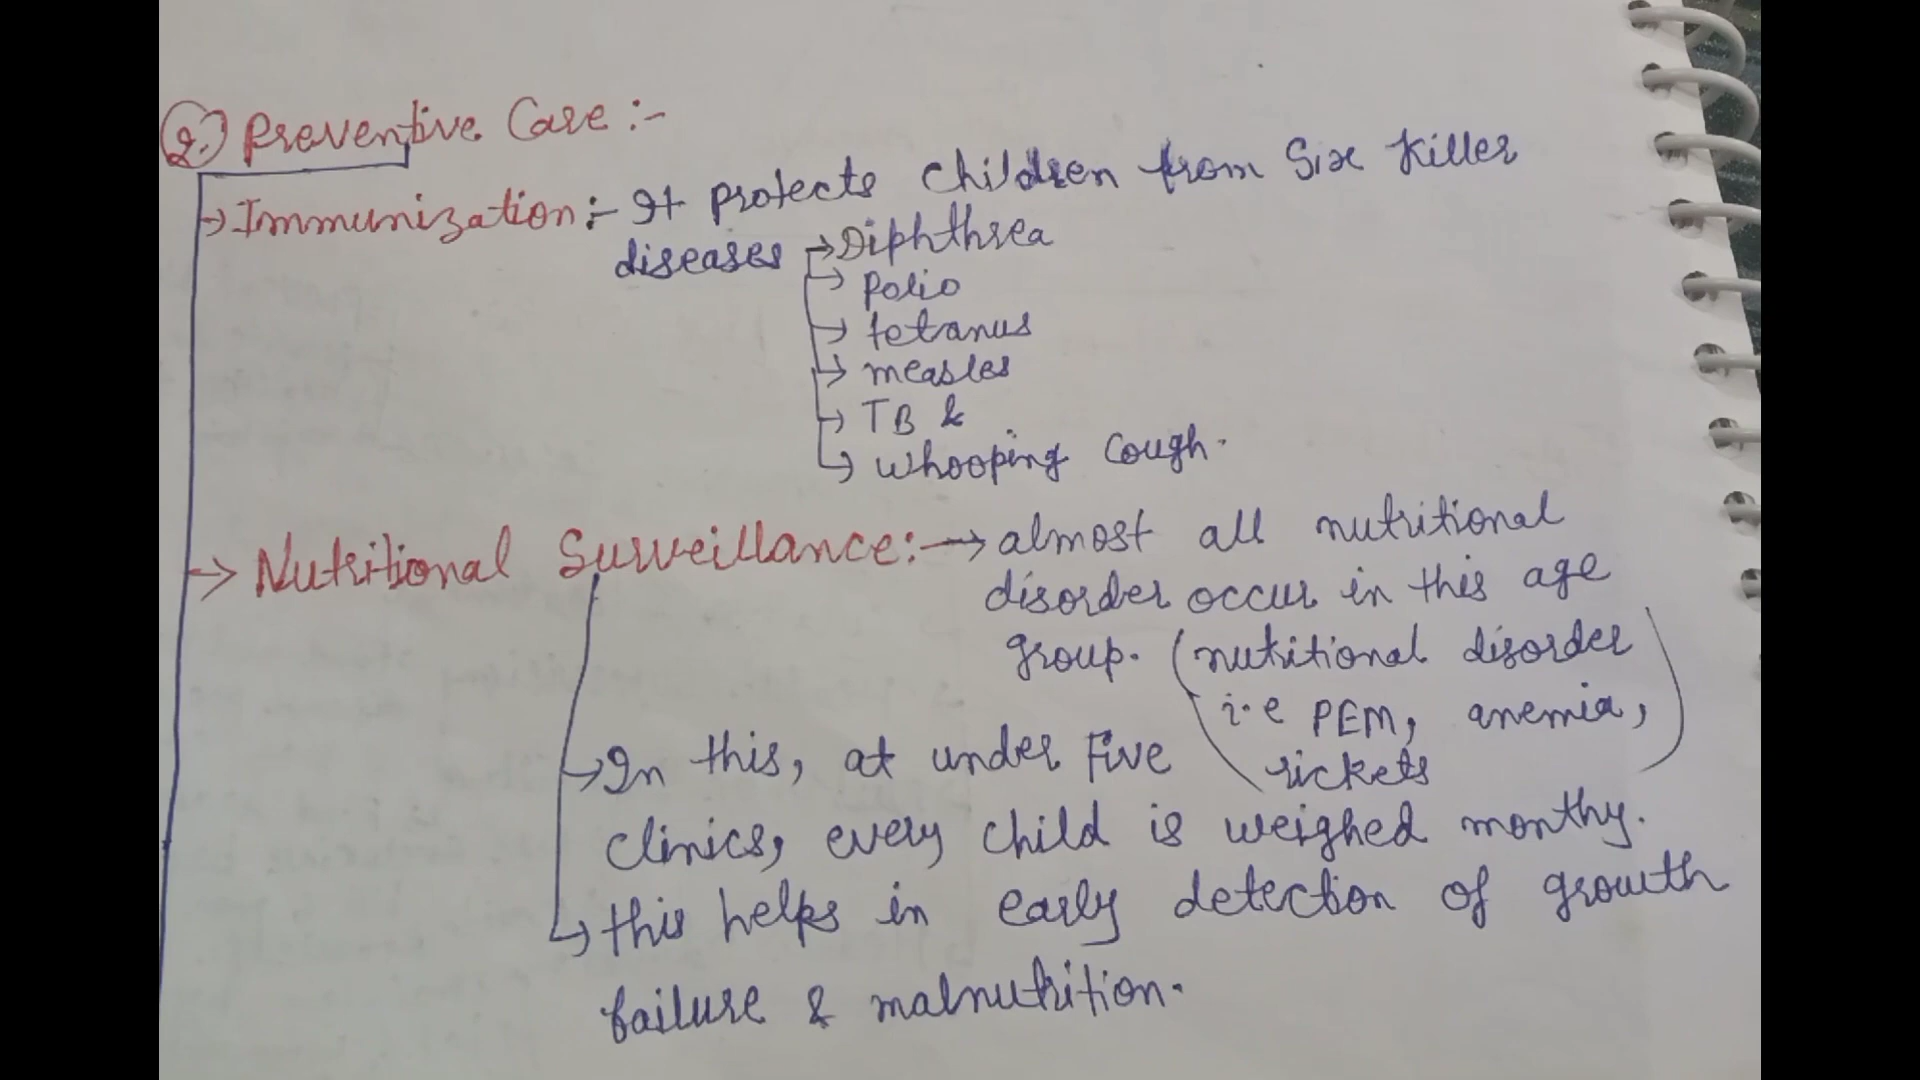 2.) Preventive Care :-
→ Immunization :- It protects children from Six killer
diseases → Diphthrea
→ Polio
→ tetanus
→ measles
→ TB &
→ whooping cough.
→ Nutritional Surveillance :- → almost all nutritional
disorder occur in this age
group. (nutritional disorder
i.e PEM, anemia,
rickets)
→ In this, at under Five
clinics, every child is weighed monthy.
→ this helps in early detection of growth
failure & malnutrition.